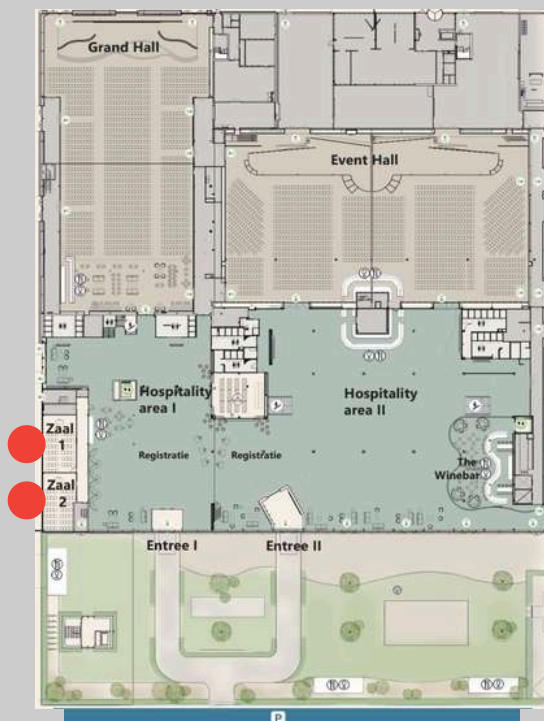 Grand Hall
Event Hall
Hospitality
area I
Hospitality
area II
Zaal
1
Registratie
Registratie
The
Winebar
Zaal
2
Entree I
Entree II
P